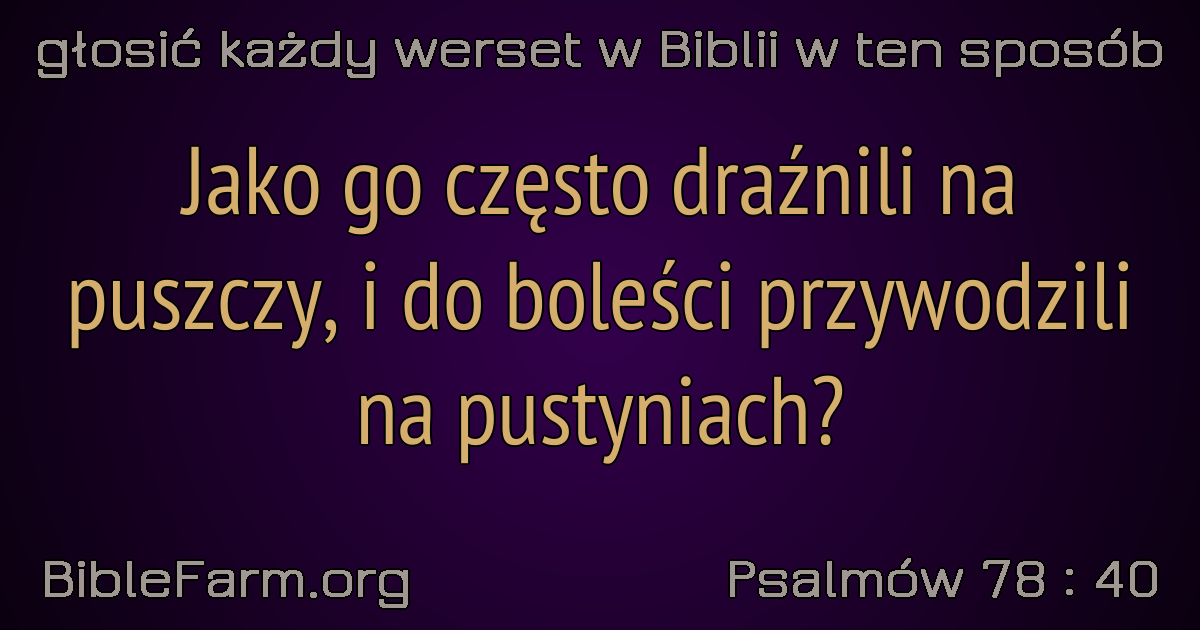 głosić każdy werset w Biblii w ten sposób
Jako go często draźnili na
puszczy, i do boleści przywodzili
na pustyniach?
BibleFarm.org
Psalmów 78 : 40